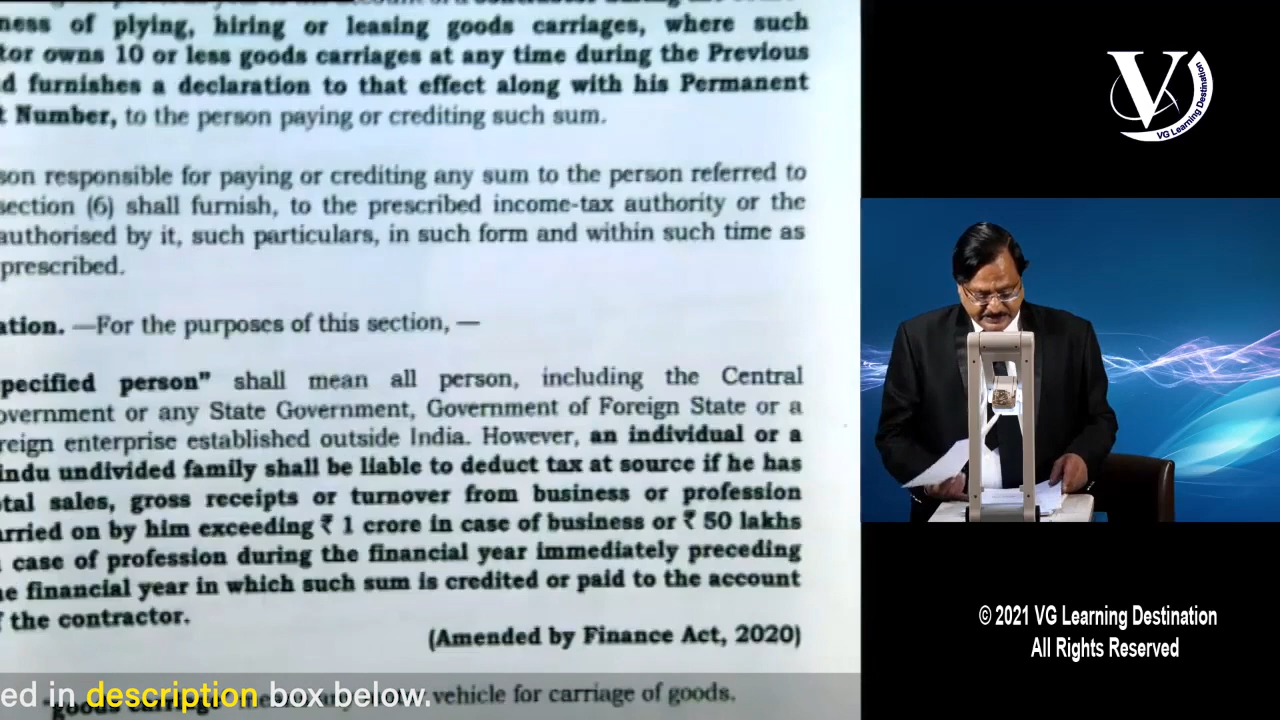 ness of plying, hiring or leasing goods carriages, where such
tor owns 10 or less goods carriages at any time during the Previous
d furnishes a declaration to that effect along with his Permanent
t Number, to the person paying or crediting such sum.
son responsible for paying or crediting any sum to the person referred to
section (6) shall furnish, to the prescribed income-tax authority or the
authorised by it, such particulars, in such form and within such time as
prescribed.
ation. —For the purposes of this section, —
pecified person” shall mean all person, including the Central
overnment or any State Government, Government of Foreign State or a
reign enterprise established outside India. However, an individual or a
indu undivided family shall be liable to deduct tax at source if he has
tal sales, gross receipts or turnover from business or profession
rried on by him exceeding ₹ 1 crore in case of business or ₹ 50 lakhs
case of profession during the financial year immediately preceding
e financial year in which such sum is credited or paid to the account
f the contractor.
(Amended by Finance Act, 2020)
vehicle for carriage of goods.
ed in description box below.
V
VG Learning Destination
© 2021 VG Learning Destination
All Rights Reserved